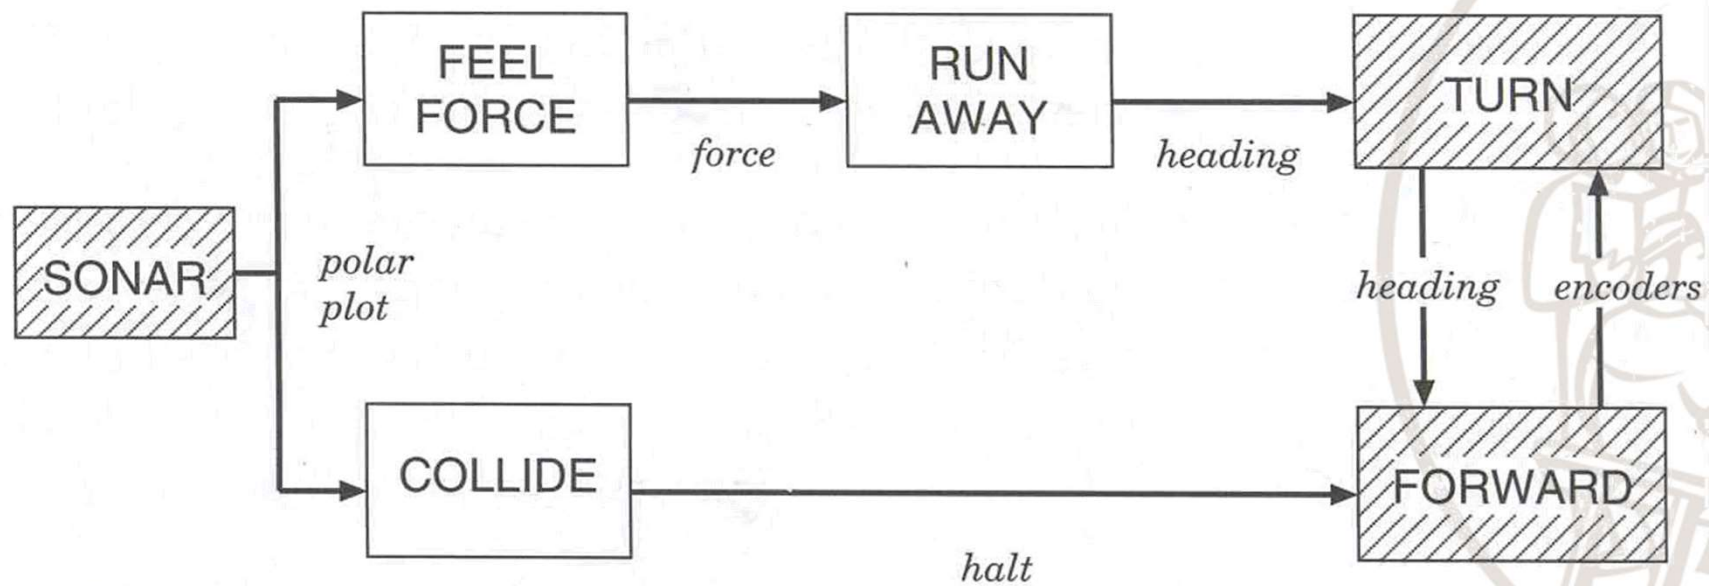 FEEL
FORCE
force
RUN
AWAY
heading
TURN
SONAR
polar
plot
heading
encoders
COLLIDE
halt
FORWARD